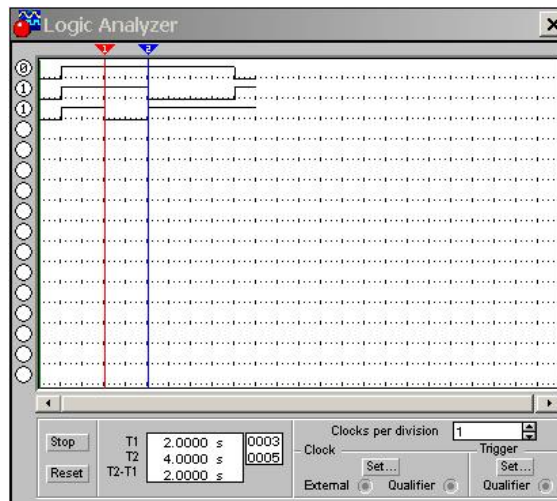 Logic Analyzer
1 2
0
1
1
Stop
Reset
T1 2.0000 s 0003
T2 4.0000 s 0005
T2-T1 2.0000 s
Clocks per division 1
Clock
Set...
External Qualifier
Trigger
Set...
Qualifier